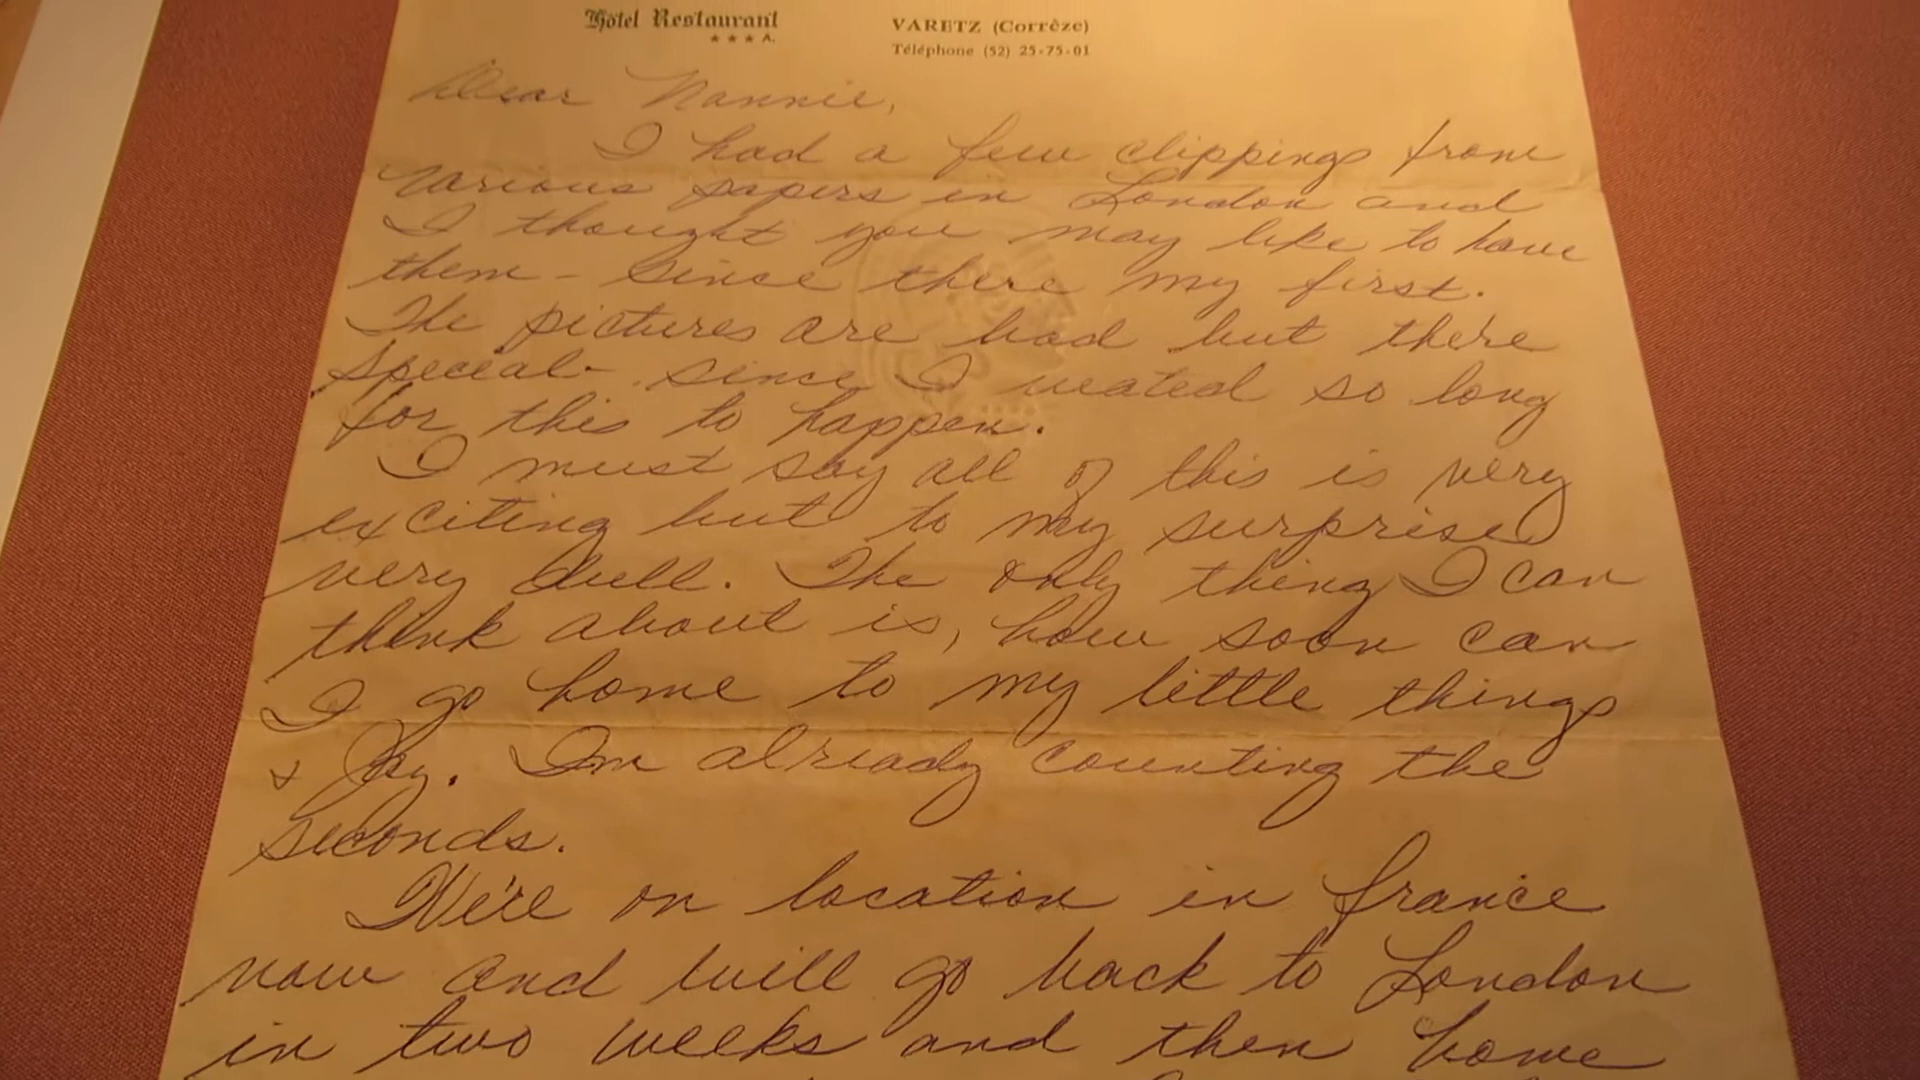 Hôtel Restaurant
★ ★ ★ A.
VARETZ (Corrèze)
Téléphone (52) 25-75-01
Dear Nannie,
I had a few clippings from
various papers in London and
I thought you may like to have
them - since there my first.
The pictures are bad but there
special - since I waited so long
for this to happen.
I must say all of this is very
exciting but to my surprise
very dull. The only thing I can
think about is, how soon can
I go home to my little things
& Jay. Im already counting the
seconds.
We're on location in france
now and will go back to London
in two weeks and then home